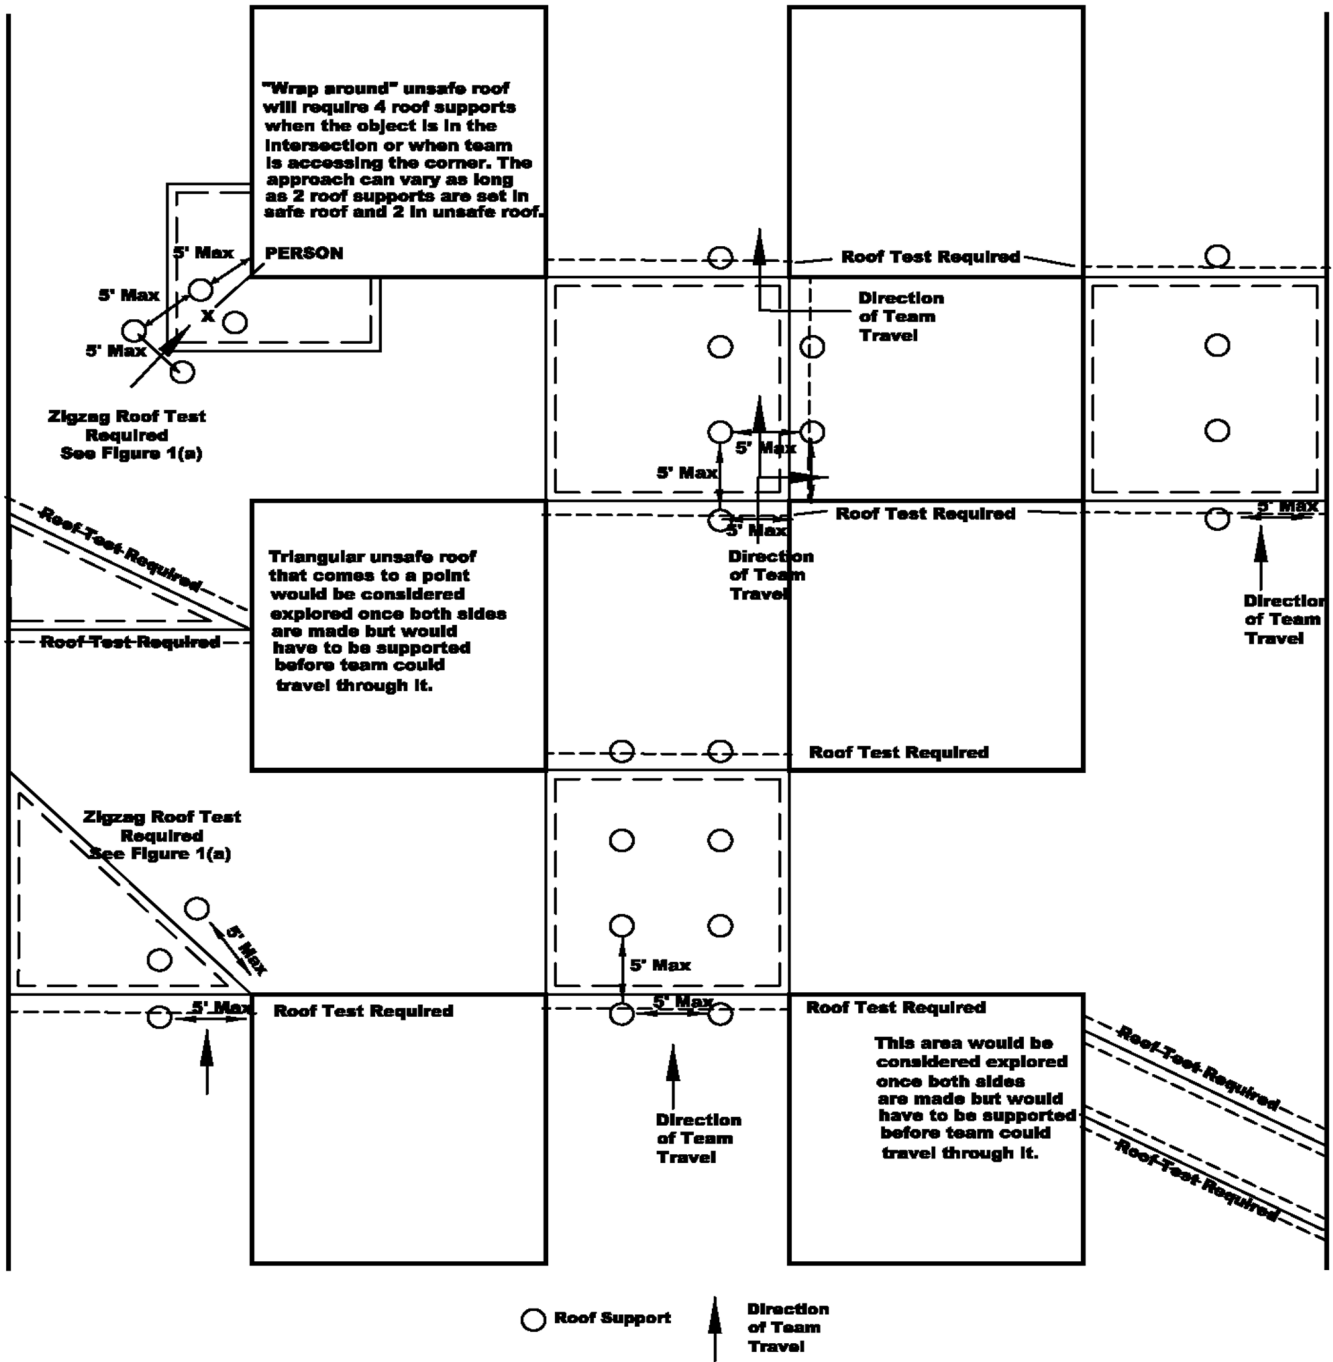 "Wrap around" unsafe roof
will require 4 roof supports
when the object is in the
intersection or when team
is accessing the corner. The
approach can vary as long
as 2 roof supports are set in
safe roof and 2 in unsafe roof.
5' Max
PERSON
5' Max
X
5' Max
Zigzag Roof Test
Required
See Figure 1(a)
Roof Test Required
Direction
of Team
Travel
5' Max
5' Max
Roof Test Required
5' Max
5' Max
Direction
of Team
Travel
Direction
of Team
Travel
Roof Test Required
Roof Test Required
Triangular unsafe roof
that comes to a point
would be considered
explored once both sides
are made but would
have to be supported
before team could
travel through it.
Roof Test Required
Zigzag Roof Test
Required
See Figure 1(a)
5' Max
5' Max
5' Max
5' Max
Roof Test Required
Roof Test Required
Direction
of Team
Travel
This area would be
considered explored
once both sides
are made but would
have to be supported
before team could
travel through it.
Roof Test Required
Roof Test Required
Roof Support
Direction
of Team
Travel